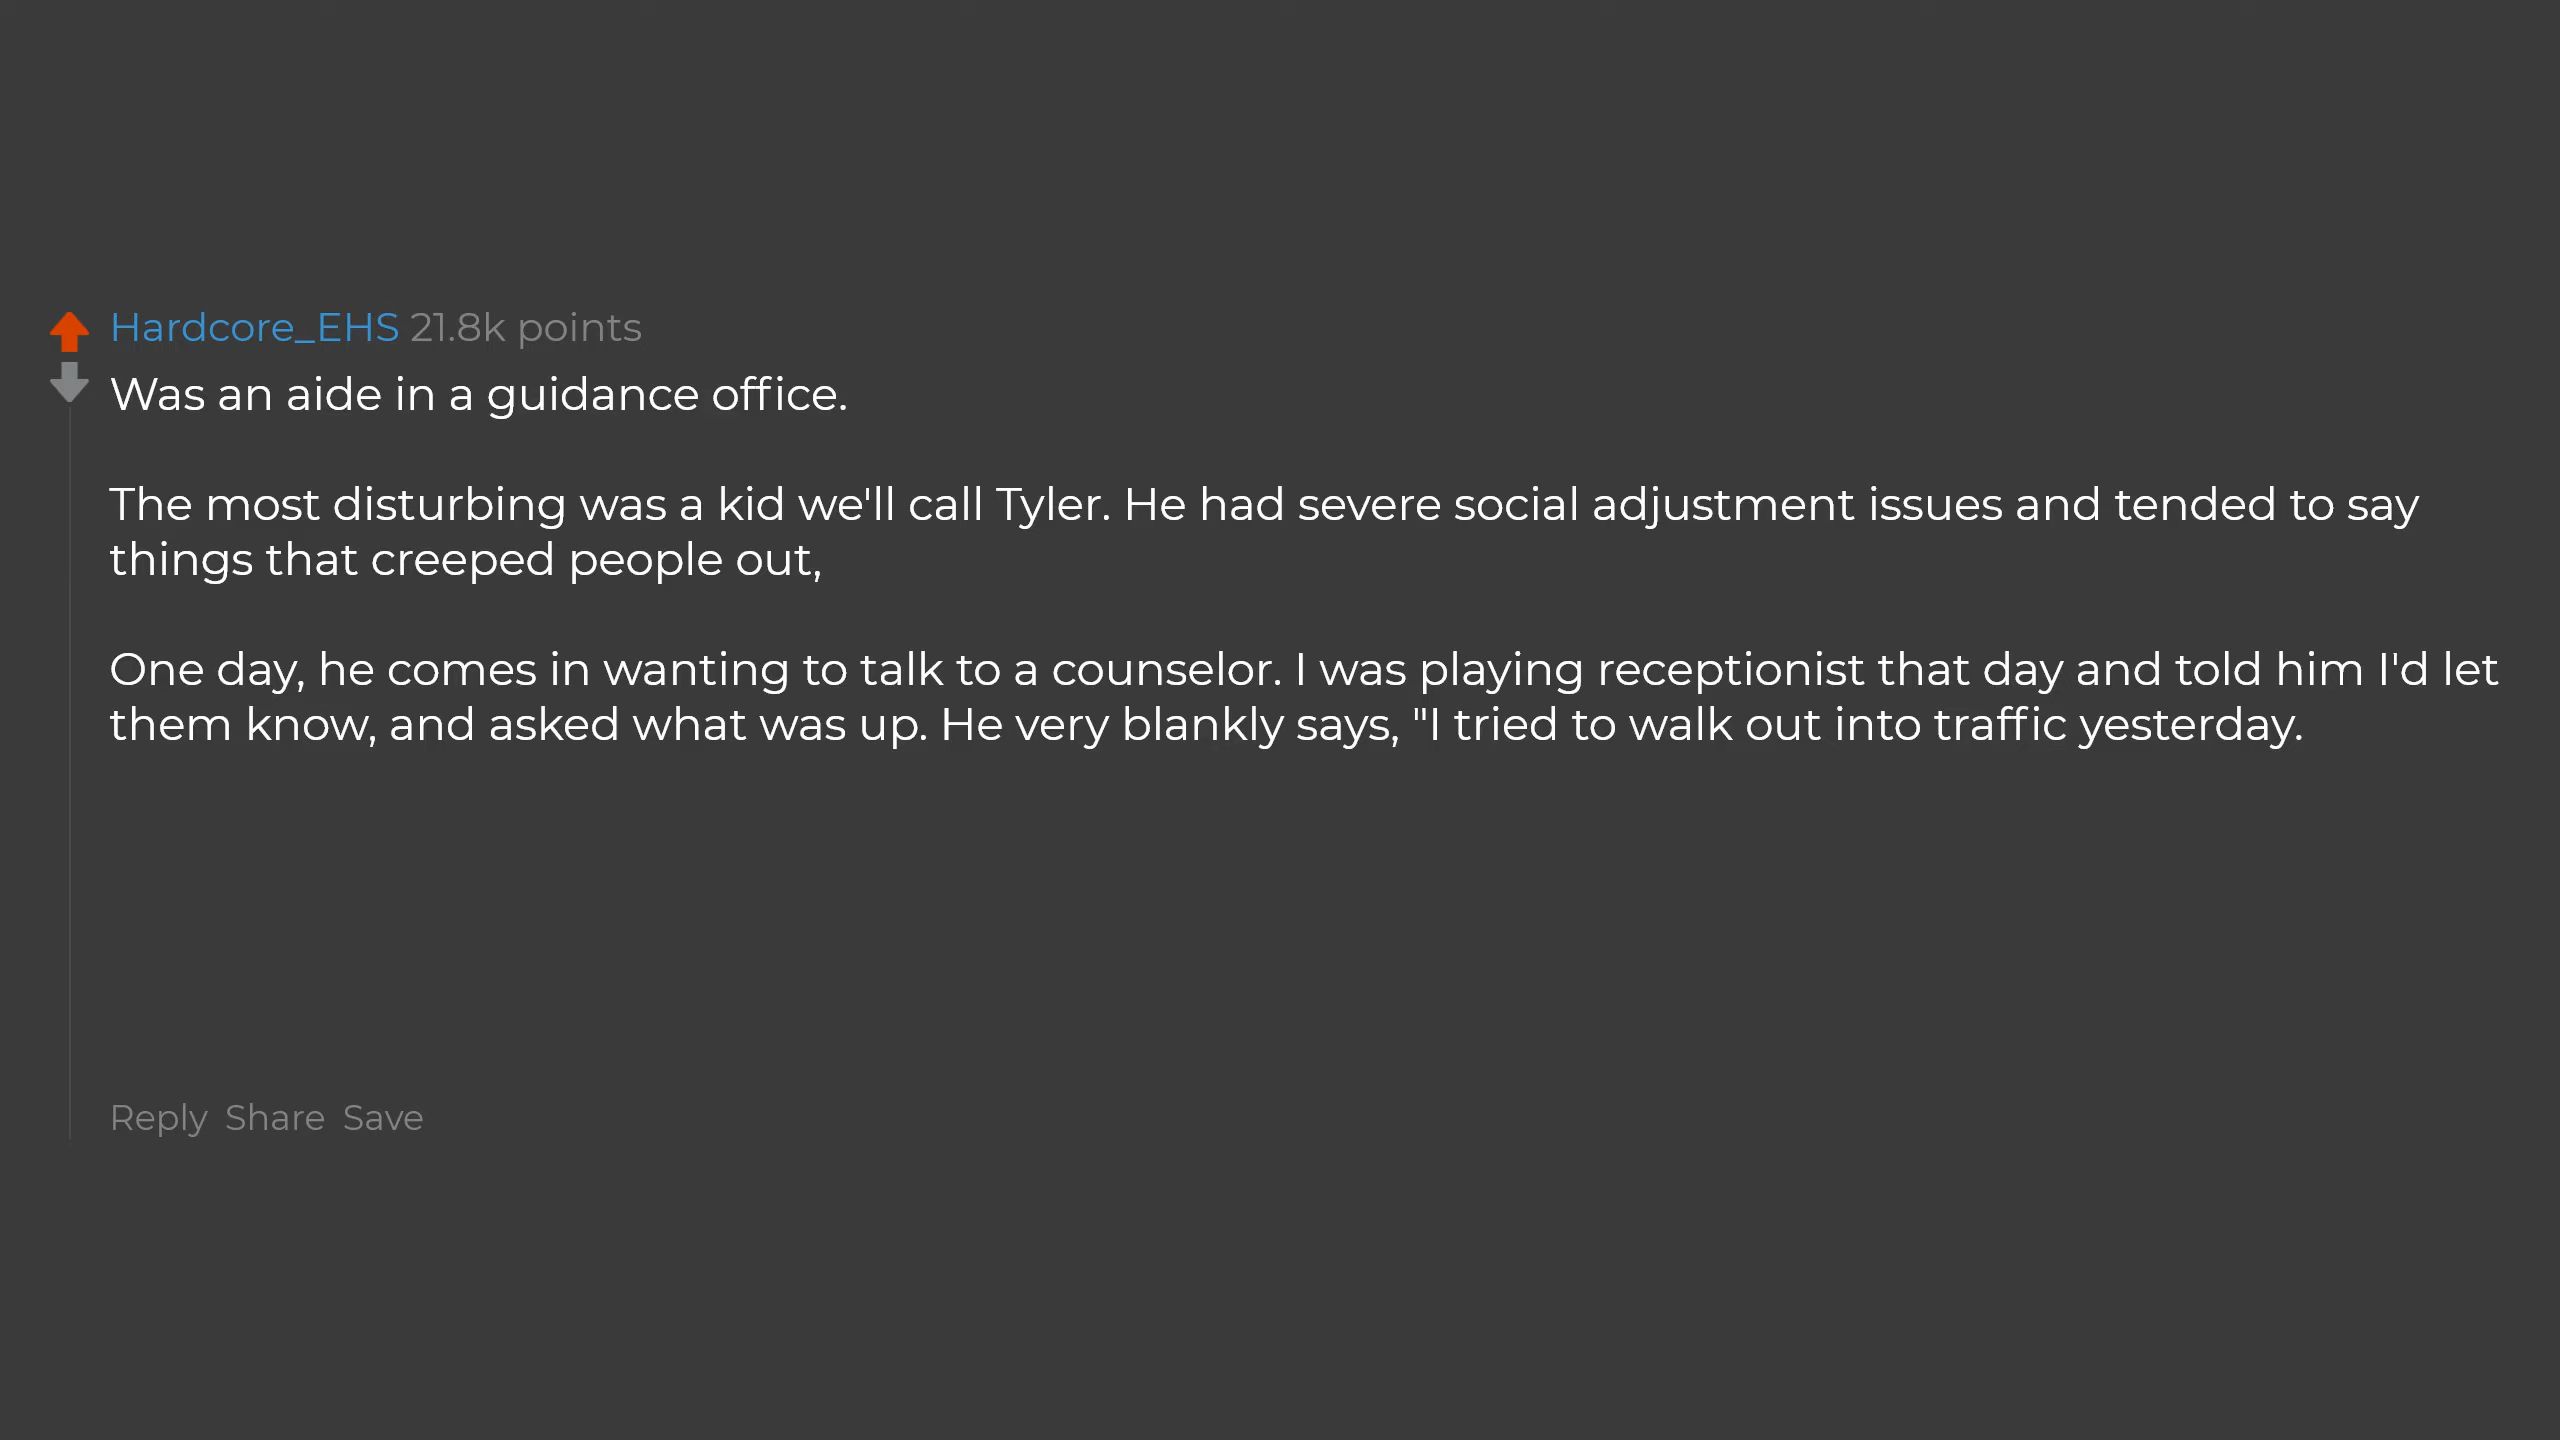 Hardcore_EHS 21.8k points
Was an aide in a guidance office.
The most disturbing was a kid we'll call Tyler. He had severe social adjustment issues and tended to say
things that creeped people out,
One day, he comes in wanting to talk to a counselor. I was playing receptionist that day and told him I'd let
them know, and asked what was up. He very blankly says, "I tried to walk out into traffic yesterday.
Reply Share Save